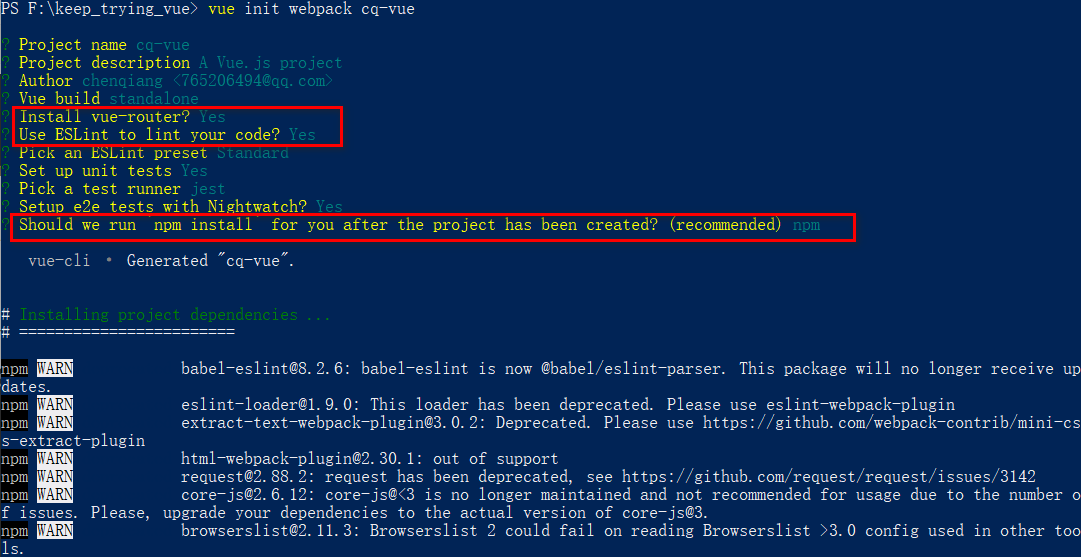 PS F:\keep_trying_vue> vue init webpack cq-vue
? Project name cq-vue
? Project description A Vue.js project
? Author chenqiang <765206494@qq.com>
? Vue build standalone
? Install vue-router? Yes
? Use ESLint to lint your code? Yes
? Pick an ESLint preset Standard
? Set up unit tests Yes
? Pick a test runner jest
? Setup e2e tests with Nightwatch? Yes
? Should we run `npm install` for you after the project has been created? (recommended) npm
vue-cli · Generated "cq-vue".
# Installing project dependencies ...
# ========================
npm WARN babel-eslint@8.2.6: babel-eslint is now @babel/eslint-parser. This package will no longer receive up
dates.
npm WARN eslint-loader@1.9.0: This loader has been deprecated. Please use eslint-webpack-plugin
npm WARN extract-text-webpack-plugin@3.0.2: Deprecated. Please use https://github.com/webpack-contrib/mini-cs
s-extract-plugin
npm WARN html-webpack-plugin@2.30.1: out of support
npm WARN request@2.88.2: request has been deprecated, see https://github.com/request/request/issues/3142
npm WARN core-js@2.6.12: core-js@<3 is no longer maintained and not recommended for usage due to the number o
f issues. Please, upgrade your dependencies to the actual version of core-js@3.
npm WARN browserslist@2.11.3: Browserslist 2 could fail on reading Browserslist >3.0 config used in other too
ls.